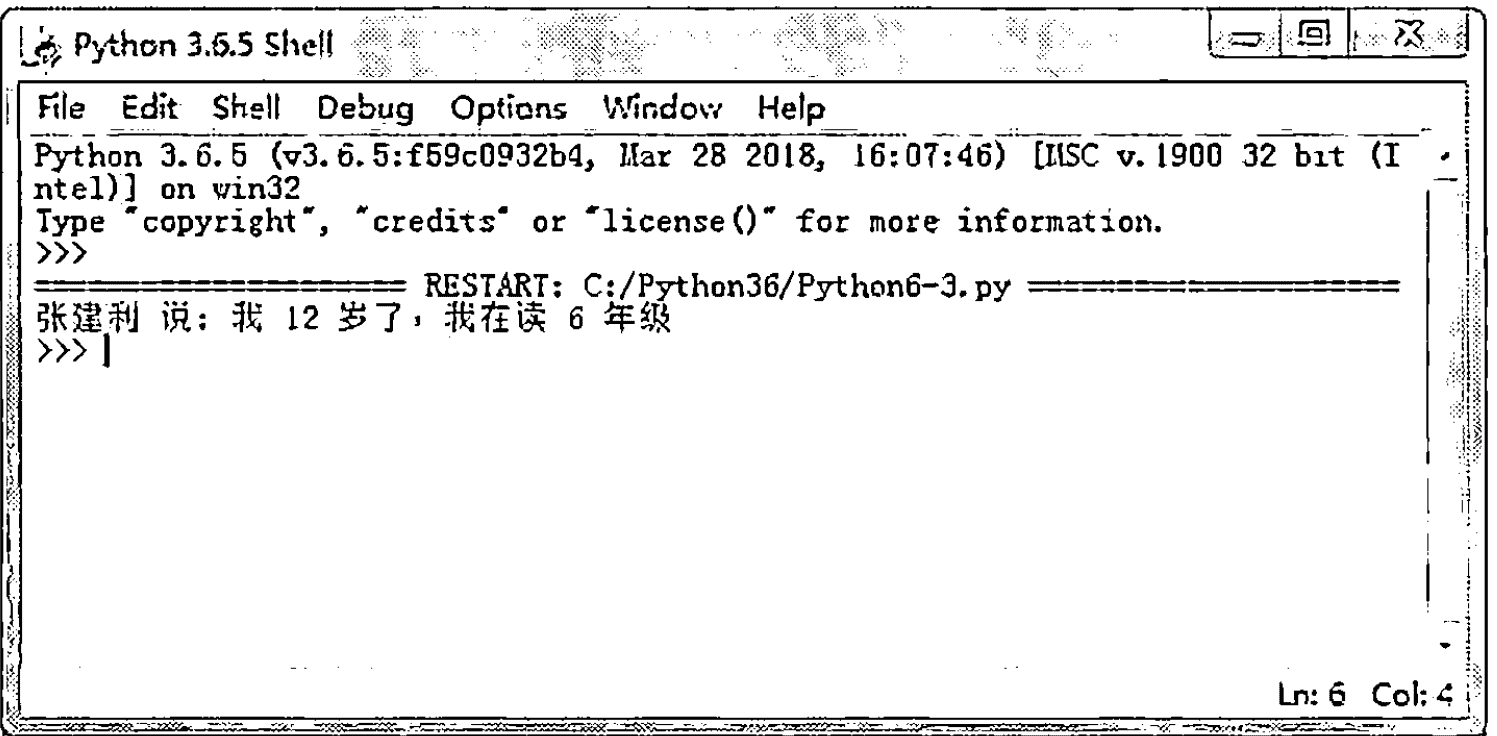 Python 3.6.5 Shell
File Edit Shell Debug Options Window Help
Python 3.6.5 (v3.6.5:f59c0932b4, Mar 28 2018, 16:07:46) [MSC v.1900 32 bit (I
ntel)] on win32
Type "copyright", "credits" or "license()" for more information.
>>>
==================== RESTART: C:/Python36/Python6-3.py ====================
张建利 说：我 12 岁了，我在读 6 年级
>>>
Ln: 6 Col: 4